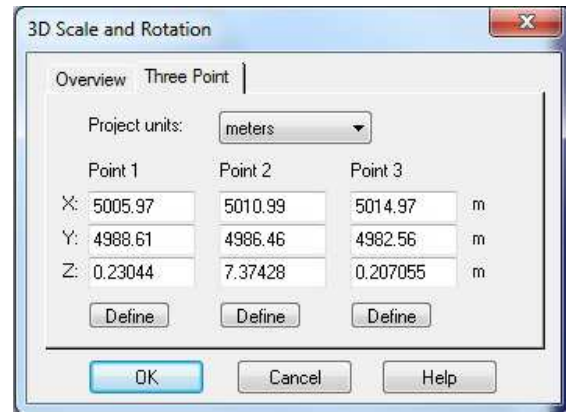 3D Scale and Rotation
Overview Three Point
Project units: meters
Point 1 Point 2 Point 3
X: 5005.97 5010.99 5014.97 m
Y: 4988.61 4986.46 4982.56 m
Z: 0.23044 7.37428 0.207055 m
Define Define Define
OK Cancel Help